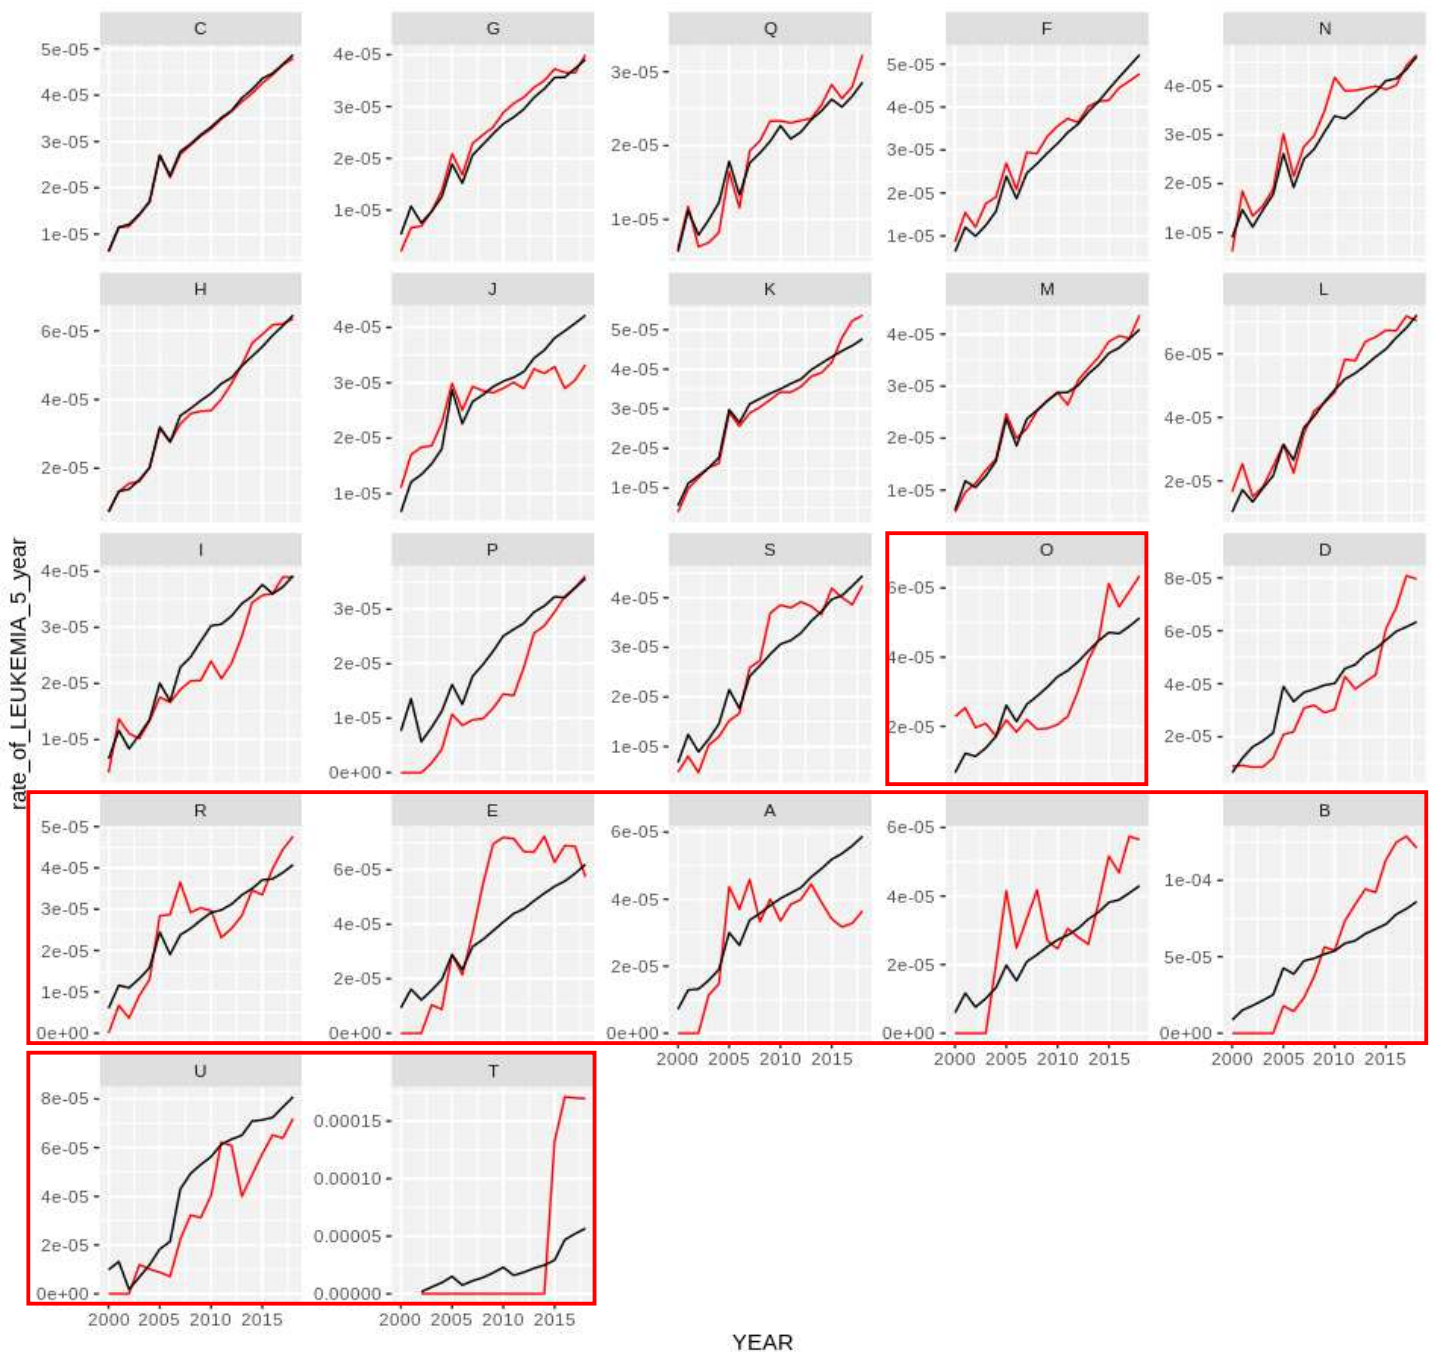 C G Q F N
5e-05 4e-05 3e-05 2e-05 1e-05
4e-05 3e-05 2e-05 1e-05
3e-05 2e-05 1e-05
5e-05 4e-05 3e-05 2e-05 1e-05
4e-05 3e-05 2e-05 1e-05
H J K M L
6e-05 4e-05 2e-05
4e-05 3e-05 2e-05 1e-05
5e-05 4e-05 3e-05 2e-05 1e-05
4e-05 3e-05 2e-05 1e-05
6e-05 4e-05 2e-05
rate_of_LEUKEMIA_5_year
I P S O D
4e-05 3e-05 2e-05 1e-05
3e-05 2e-05 1e-05 0e+00
4e-05 3e-05 2e-05 1e-05
6e-05 4e-05 2e-05
8e-05 6e-05 4e-05 2e-05
R E A B
5e-05 4e-05 3e-05 2e-05 1e-05 0e+00
6e-05 4e-05 2e-05 0e+00
6e-05 4e-05 2e-05 0e+00
6e-05 4e-05 2e-05 0e+00
1e-04 5e-05 0e+00
2000 2005 2010 2015
2000 2005 2010 2015
2000 2005 2010 2015
U T
8e-05 6e-05 4e-05 2e-05 0e+00
0.00015 0.00010 0.00005 0.00000
2000 2005 2010 2015
2000 2005 2010 2015
YEAR